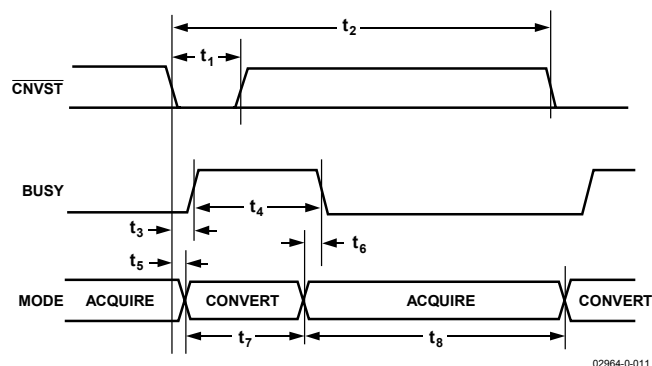 t2
t1
CNVST
BUSY
t4
t3
t6
t5
MODE ACQUIRE CONVERT ACQUIRE CONVERT
t7 t8
02964-0-011